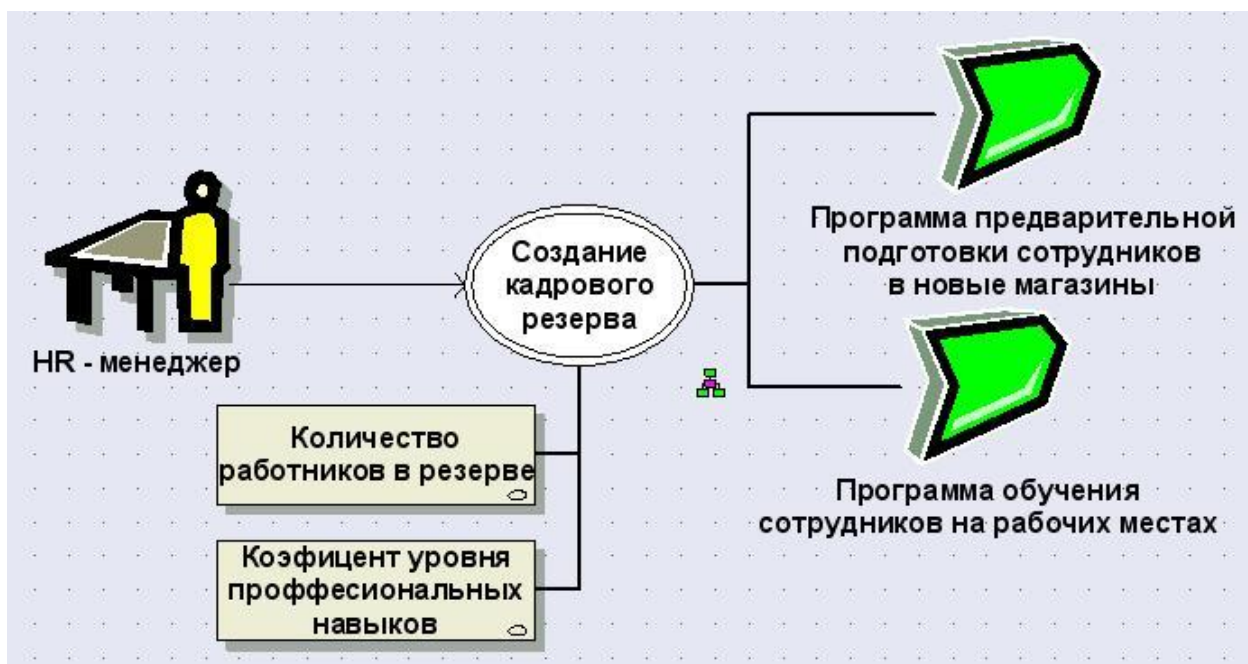 Программа предварительной
подготовки сотрудников
в новые магазины
Создание
кадрового
резерва
HR - менеджер
Количество
работников в резерве
Программа обучения
сотрудников на рабочих местах
Коэфицент уровня
проффесиональных
навыков